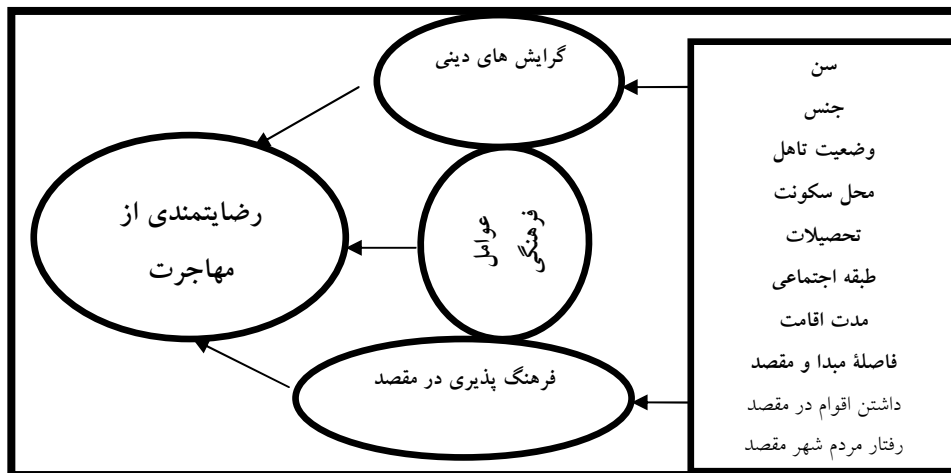 گرایش های دینی
سن
جنس
وضعیت تاهل
محل سکونت
تحصیلات
طبقه اجتماعی
مدت اقامت
فاصلۀ مبدا و مقصد
داشتن اقوام در مقصد
رفتار مردم شهر مقصد
عوامل
فرهنگی
رضایتمندی از
مهاجرت
فرهنگ پذیری در مقصد